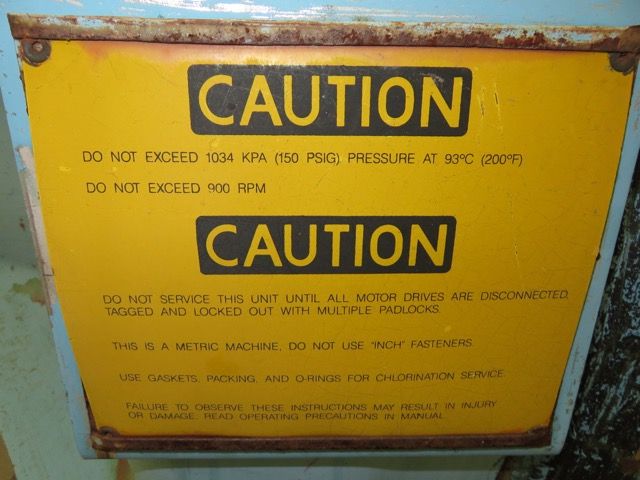 CAUTION
DO NOT EXCEED 1034 KPA (150 PSIG) PRESSURE AT 93ºC (200ºF)
DO NOT EXCEED 900 RPM
CAUTION
DO NOT SERVICE THIS UNIT UNTIL ALL MOTOR DRIVES ARE DISCONNECTED,
TAGGED AND LOCKED OUT WITH MULTIPLE PADLOCKS.
THIS IS A METRIC MACHINE, DO NOT USE "INCH" FASTENERS.
USE GASKETS, PACKING, AND O-RINGS FOR CHLORINATION SERVICE.
FAILURE TO OBSERVE THESE INSTRUCTIONS MAY RESULT IN INJURY
OR DAMAGE. READ OPERATING PRECAUTIONS IN MANUAL.